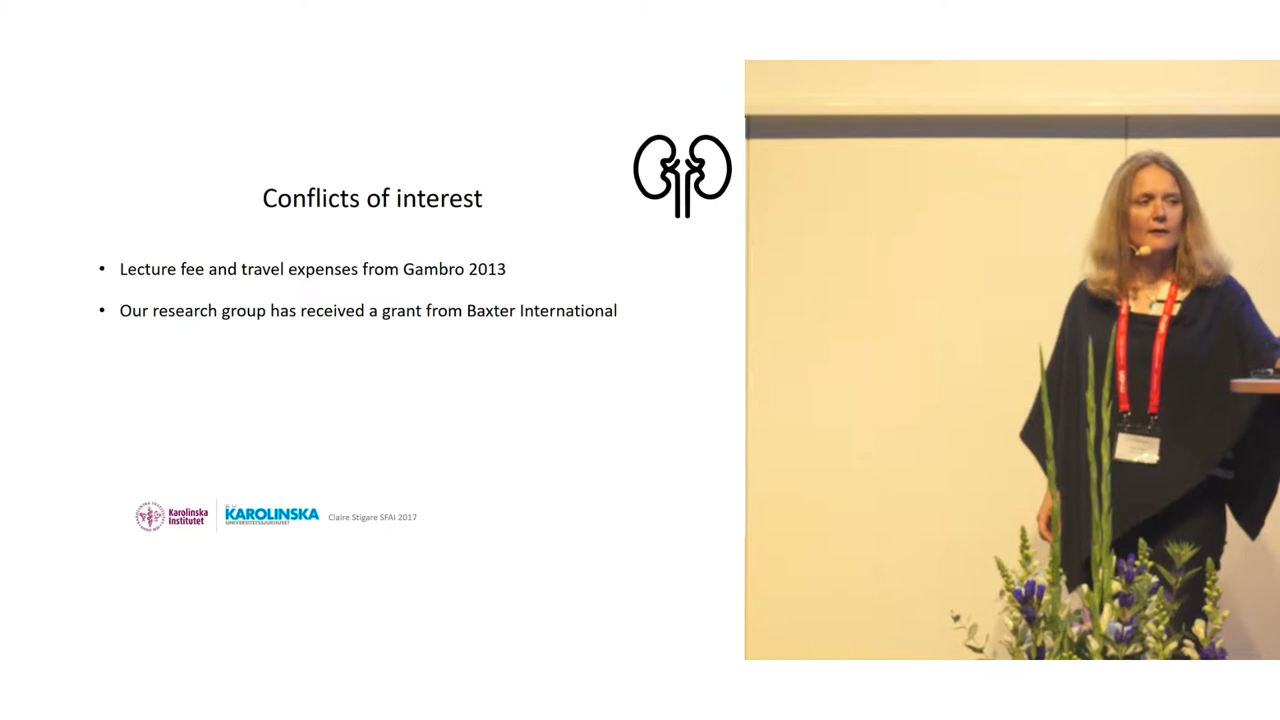 Conflicts of interest
• Lecture fee and travel expenses from Gambro 2013
• Our research group has received a grant from Baxter International
Karolinska
Institutet
KAROLINSKA
UNIVERSITETSSJUKHUSET
Claire Stigare SFAI 2017